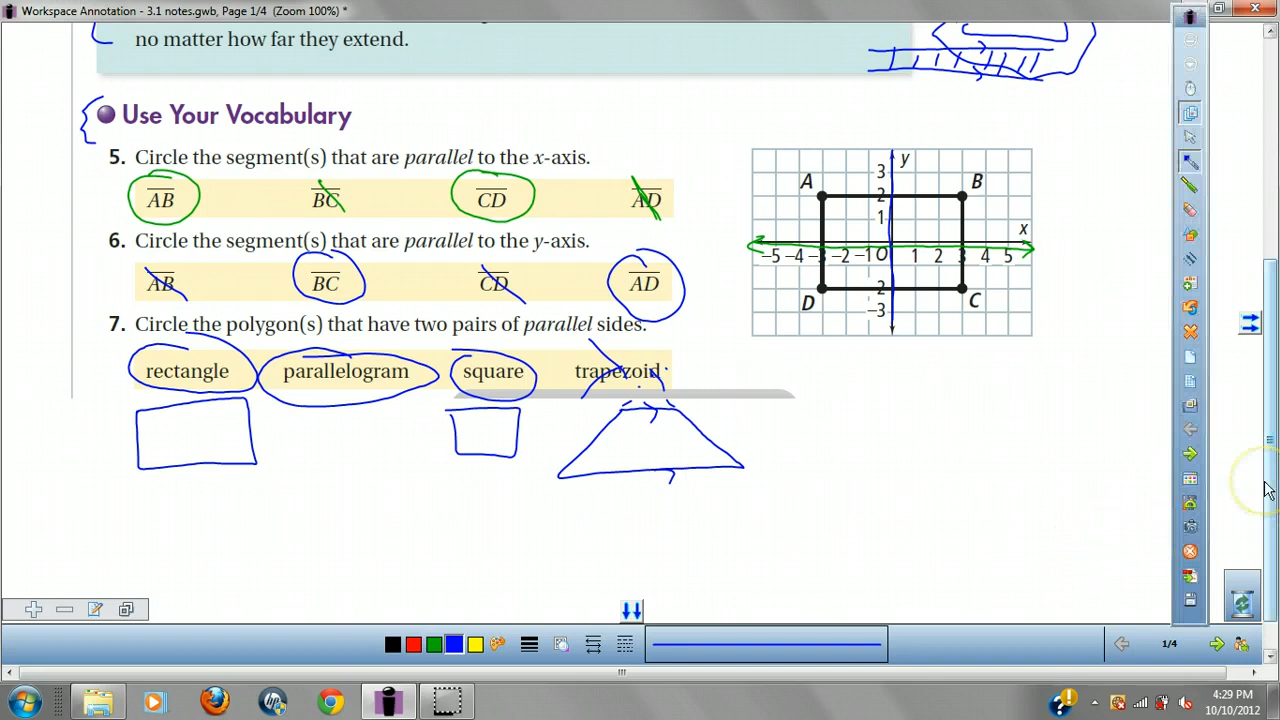 Workspace Annotation - 3.1 notes.gwb, Page 1/4 (Zoom 100%) *
no matter how far they extend.
Use Your Vocabulary
5. Circle the segment(s) that are parallel to the x-axis.
AB BC CD AD
6. Circle the segment(s) that are parallel to the y-axis.
AB BC CD AD
7. Circle the polygon(s) that have two pairs of parallel sides.
rectangle parallelogram square trapezoid
y
3
A 2 B
1
x
−5 −4 −3 −2 −1 O 1 2 3 4 5
D 2 C
−3
1/4
4:29 PM
10/10/2012